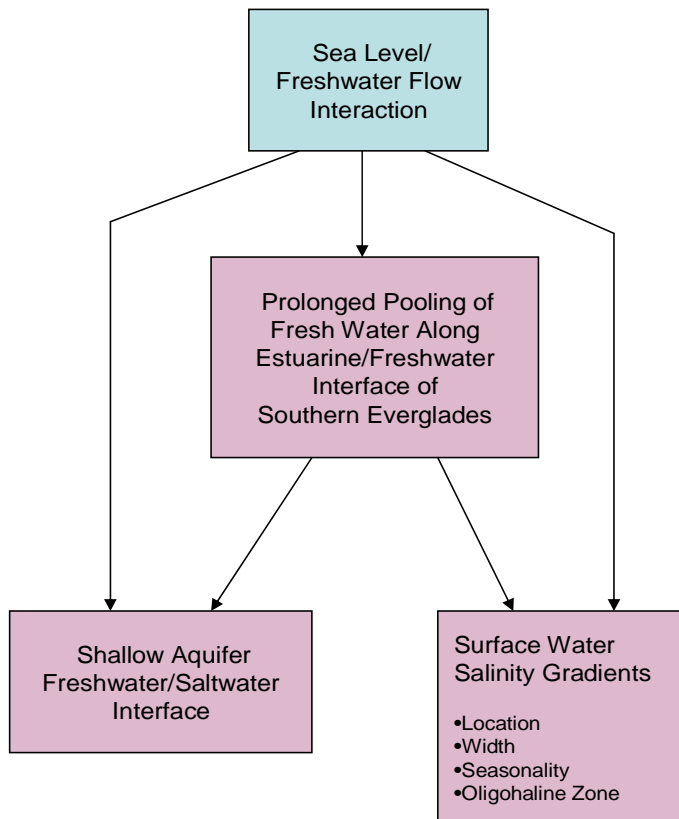 Sea Level/
Freshwater Flow
Interaction
Prolonged Pooling of
Fresh Water Along
Estuarine/Freshwater
Interface of
Southern Everglades
Shallow Aquifer
Freshwater/Saltwater
Interface
Surface Water
Salinity Gradients
•Location
•Width
•Seasonality
•Oligohaline Zone